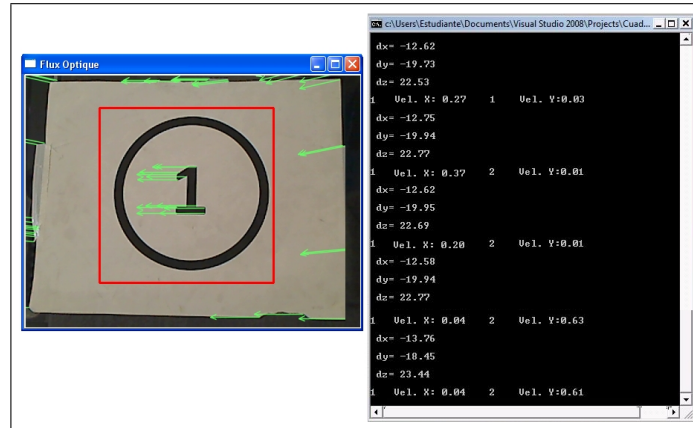 Flux Optique
1
c:\Users\Estudiante\Documents\Visual Studio 2008\Projects\Cuad...
dx= -12.62
dy= -19.73
dz= 22.53
1 Vel. X: 0.27 1 Vel. Y:0.03
dx= -12.75
dy= -19.94
dz= 22.77
1 Vel. X: 0.37 2 Vel. Y:0.01
dx= -12.62
dy= -19.95
dz= 22.69
1 Vel. X: 0.20 2 Vel. Y:0.01
dx= -12.58
dy= -19.94
dz= 22.77
1 Vel. X: 0.04 2 Vel. Y:0.63
dx= -13.76
dy= -18.45
dz= 23.44
1 Vel. X: 0.04 2 Vel. Y:0.61